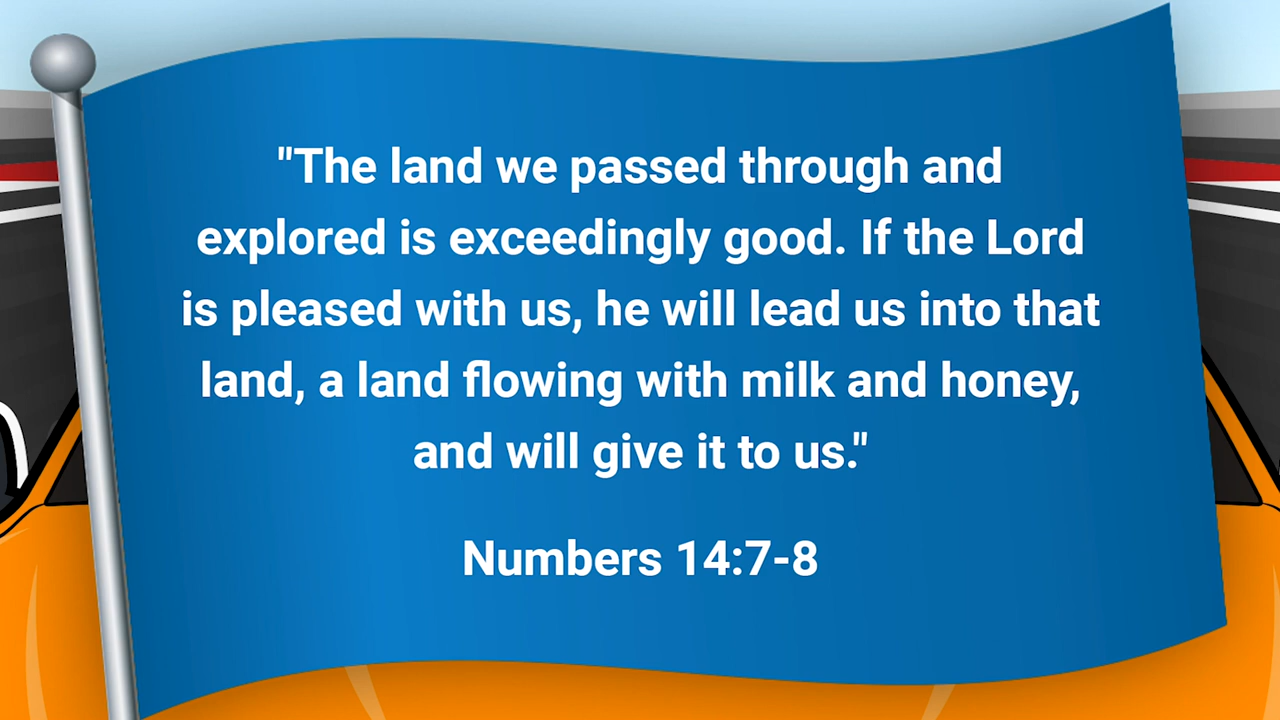 "The land we passed through and
explored is exceedingly good. If the Lord
is pleased with us, he will lead us into that
land, a land flowing with milk and honey,
and will give it to us."
Numbers 14:7-8